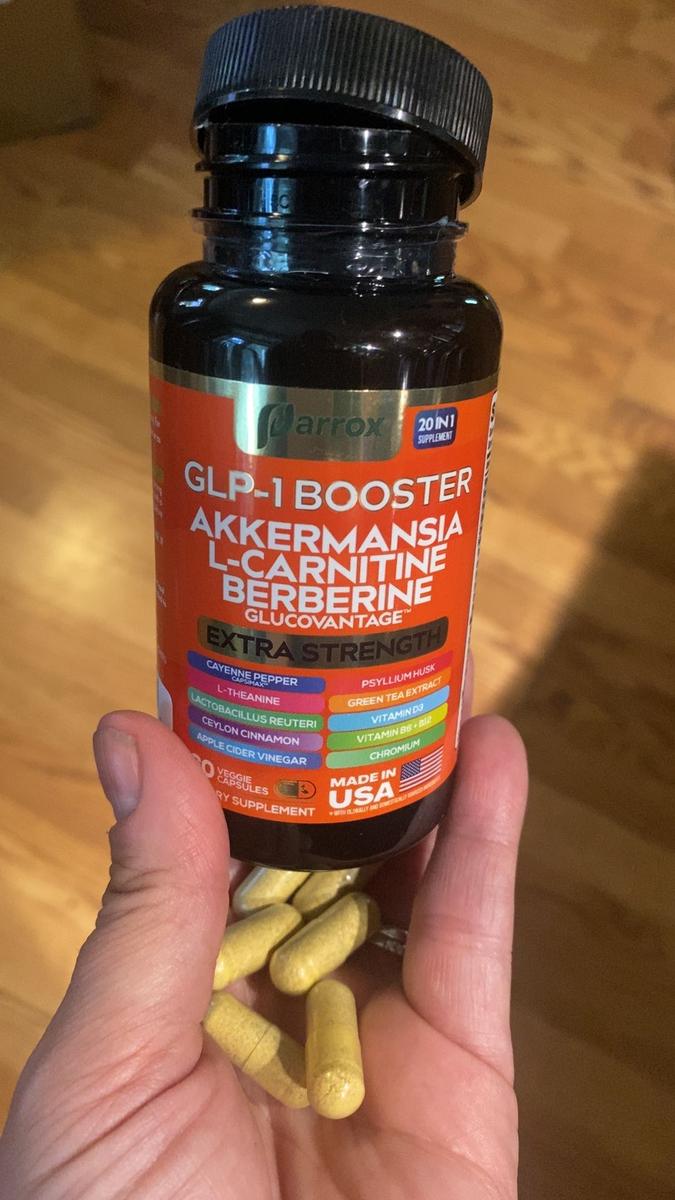 Parrox
20 IN 1
SUPPLEMENT
GLP-1 BOOSTER
AKKERMANSIA
L-CARNITINE
BERBERINE
GLUCOVANTAGE™
EXTRA STRENGTH
CAYENNE PEPPER
CAPSIMAX™
L-THEANINE
LACTOBACILLUS REUTERI
CEYLON CINNAMON
APPLE CIDER VINEGAR
PSYLLIUM HUSK
GREEN TEA EXTRACT
VITAMIN D3
VITAMIN B6 + B12
CHROMIUM
VEGGIE
CAPSULES
SUPPLEMENT
MADE IN
USA